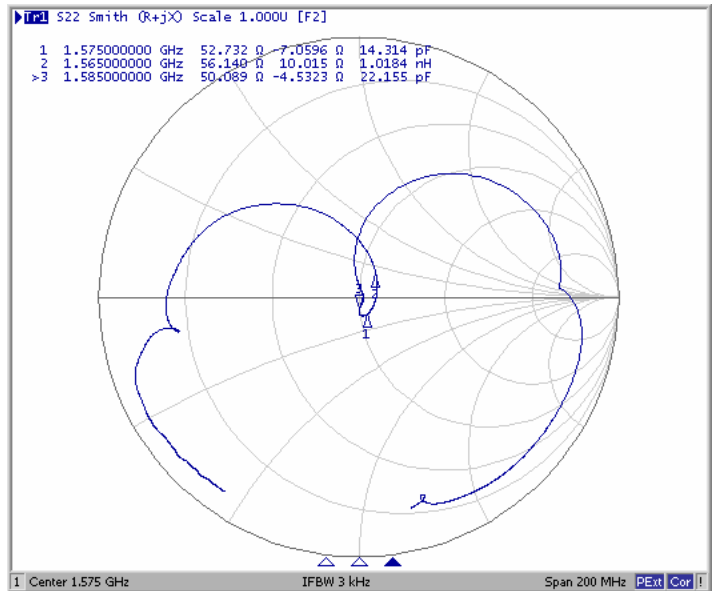 Tr1 S22 Smith (R+jX) Scale 1.000U [F2]
1 1.575000000 GHz 52.732 Ω -7.0596 Ω 14.314 pF
2 1.565000000 GHz 56.140 Ω 10.015 Ω 1.0184 nH
>3 1.585000000 GHz 50.089 Ω -4.5323 Ω 22.155 pF
1
1 Center 1.575 GHz IFBW 3 kHz Span 200 MHz PExt Cor !